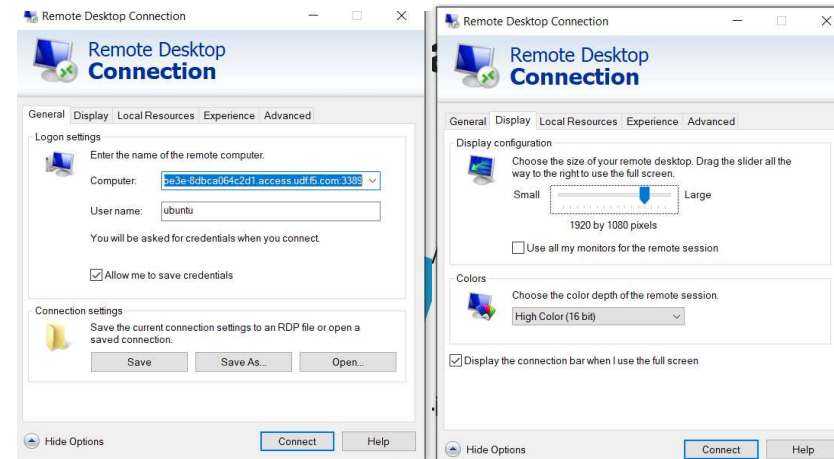 Remote Desktop Connection
Remote Desktop
Connection
General Display Local Resources Experience Advanced
Logon settings
Enter the name of the remote computer.
Computer: be3e-8dbca064c2d1.access.udf.f5.com:3389
User name: ubuntu
You will be asked for credentials when you connect.
Allow me to save credentials
Connection settings
Save the current connection settings to an RDP file or open a
saved connection.
Save Save As... Open...
Hide Options Connect Help
Remote Desktop Connection
Remote Desktop
Connection
General Display Local Resources Experience Advanced
Display configuration
Choose the size of your remote desktop. Drag the slider all the
way to the right to use the full screen.
Small Large
1920 by 1080 pixels
Use all my monitors for the remote session
Colors
Choose the color depth of the remote session.
High Color (16 bit)
Display the connection bar when I use the full screen
Hide Options Connect Help